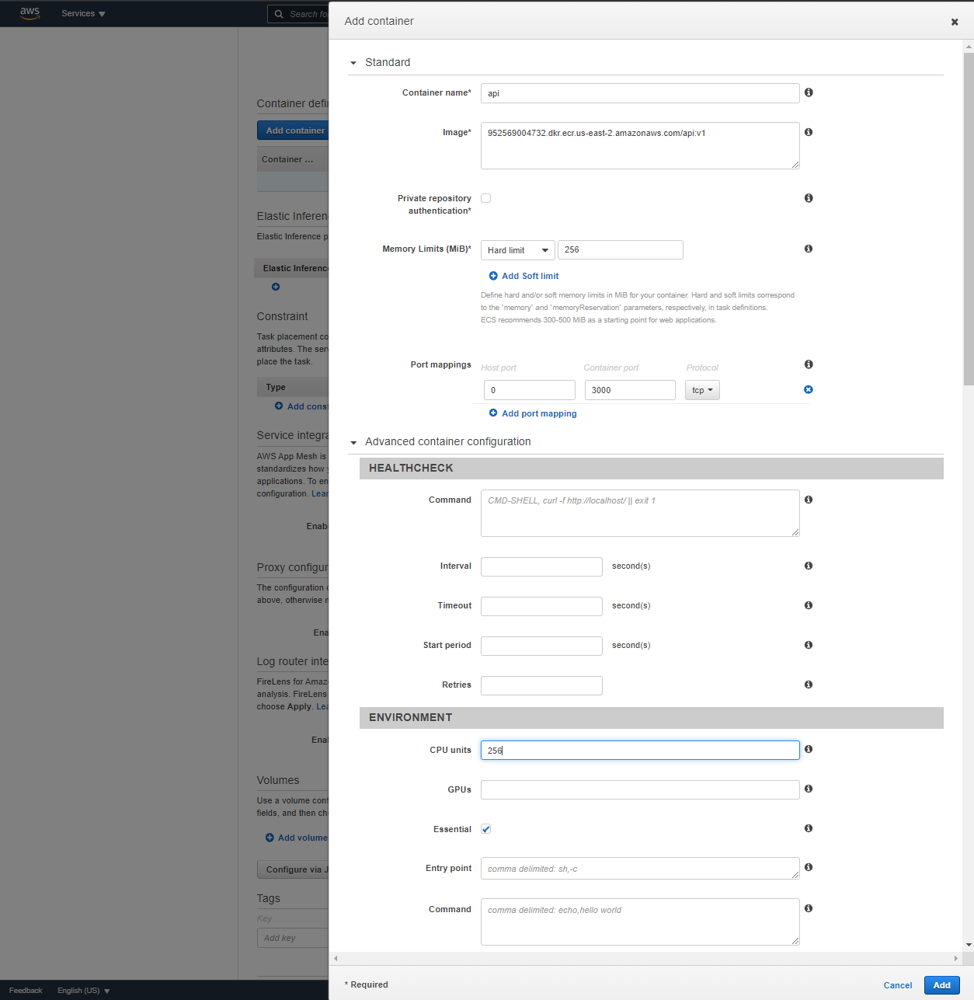 aws
Services
Search for
Container defin
Add container
Container ...
Elastic Inferen
Elastic Inference p
Elastic Inference
Constraint
Task placement co
attributes. The serv
place the task.
Type
Add const
Service integra
AWS App Mesh is
standardizes how y
applications. To en
configuration. Lear
Enabl
Proxy configur
The configuration
above, otherwise n
Ena
Log router inte
FireLens for Amaz
analysis. FireLens
choose Apply. Lea
Enal
Volumes
Use a volume conf
fields, and then ch
Add volume
Configure via J
Tags
Key
Add key
Feedback
English (US)
Add container
Standard
Container name*
api
Image*
952569004732.dkr.ecr.us-east-2.amazonaws.com/api:v1
Private repository
authentication*
Memory Limits (MiB)*
Hard limit
256
Add Soft limit
Define hard and/or soft memory limits in MiB for your container. Hard and soft limits correspond
to the `memory` and `memoryReservation` parameters, respectively, in task definitions.
ECS recommends 300-500 MiB as a starting point for web applications.
Port mappings
Host port Container port Protocol
0 3000 tcp
Add port mapping
Advanced container configuration
HEALTHCHECK
Command
CMD-SHELL, curl -f http://localhost/ || exit 1
Interval second(s)
Timeout second(s)
Start period second(s)
Retries
ENVIRONMENT
CPU units 256
GPUs
Essential
Entry point comma delimited: sh,-c
Command comma delimited: echo,hello world
* Required
Cancel
Add